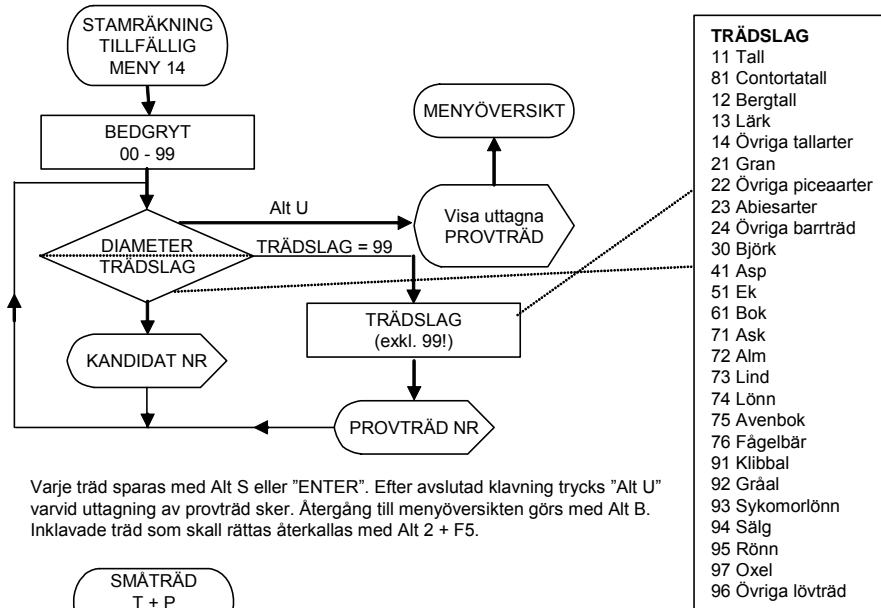 STAMRÄKNING
TILLFÄLLIG
MENY 14
BEDGRYT
00 - 99
MENYÖVERSIKT
Alt U
Visa uttagna
PROVTRÄD
DIAMETER
TRÄDSLAG
TRÄDSLAG = 99
TRÄDSLAG
(exkl. 99!)
KANDIDAT NR
PROVTRÄD NR
Varje träd sparas med Alt S eller ”ENTER”. Efter avslutad klavning trycks ”Alt U”
varvid uttagning av provträd sker. Återgång till menyöversikten görs med Alt B.
Inklavade träd som skall rättas återkallas med Alt 2 + F5.
SMÅTRÄD
T + P
TRÄDSLAG
11 Tall
81 Contortatall
12 Bergtall
13 Lärk
14 Övriga tallarter
21 Gran
22 Övriga piceaarter
23 Abiesarter
24 Övriga barrträd
30 Björk
41 Asp
51 Ek
61 Bok
71 Ask
72 Alm
73 Lind
74 Lönn
75 Avenbok
76 Fågelbär
91 Klibbal
92 Gråal
93 Sykomorlönn
94 Sälg
95 Rönn
97 Oxel
96 Övriga lövträd